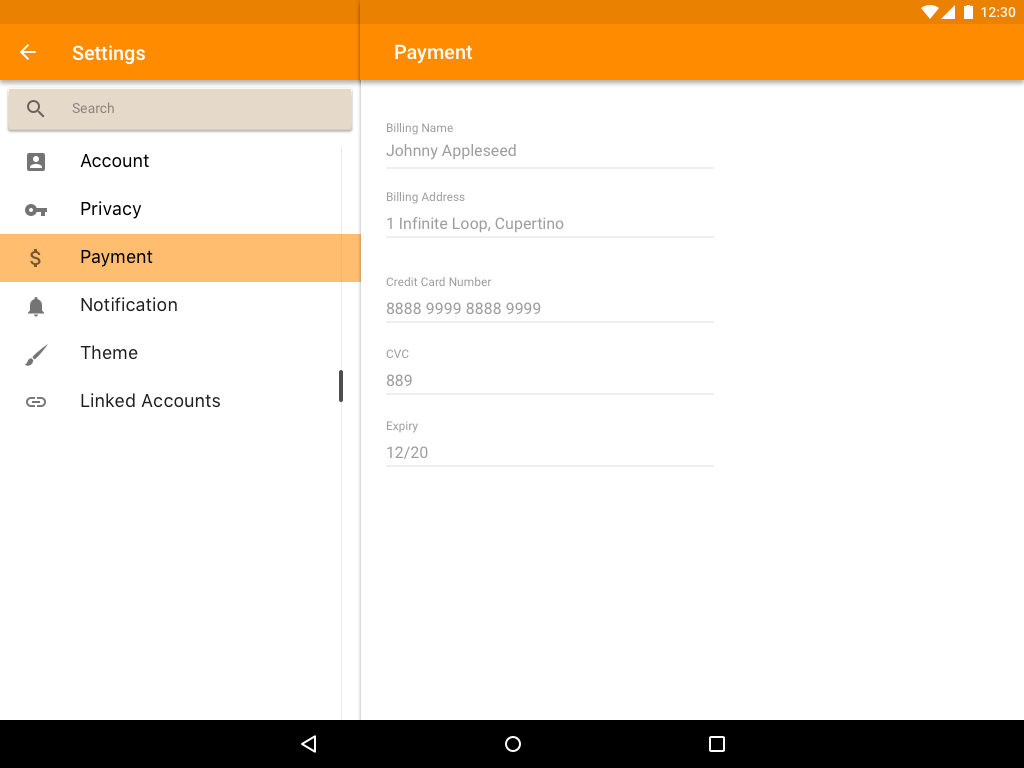 12:30
Settings
Payment
Search
Account
Privacy
Payment
Notification
Theme
Linked Accounts
Billing Name
Johnny Appleseed
Billing Address
1 Infinite Loop, Cupertino
Credit Card Number
8888 9999 8888 9999
CVC
889
Expiry
12/20